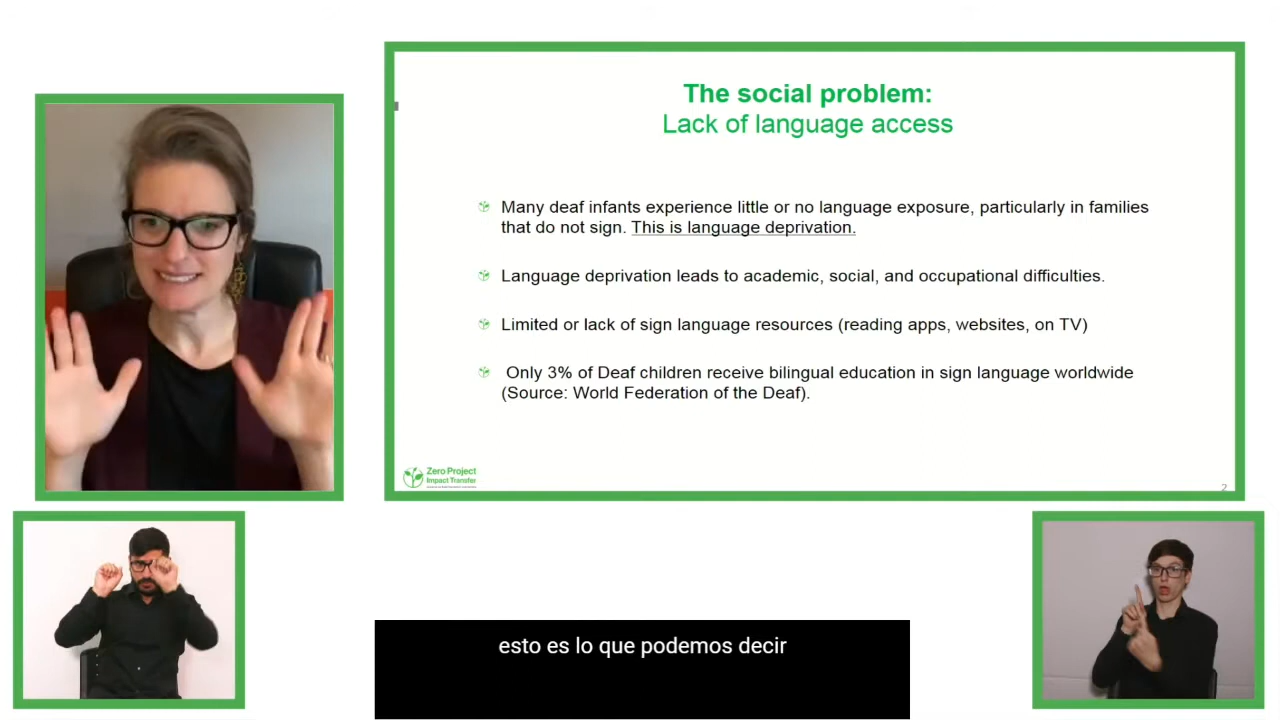 The social problem:
Lack of language access
Many deaf infants experience little or no language exposure, particularly in families
that do not sign. This is language deprivation.
Language deprivation leads to academic, social, and occupational difficulties.
Limited or lack of sign language resources (reading apps, websites, on TV)
Only 3% of Deaf children receive bilingual education in sign language worldwide
(Source: World Federation of the Deaf).
Zero Project
Impact Transfer
2
esto es lo que podemos decir